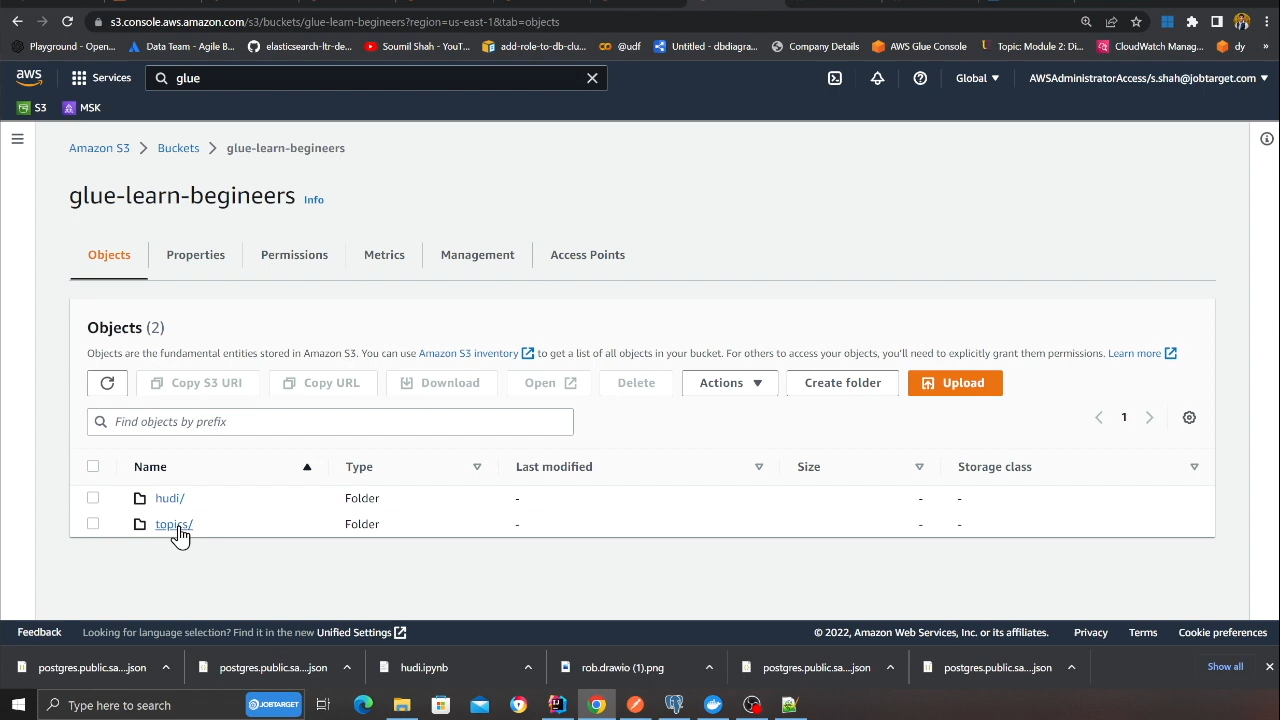 s3.console.aws.amazon.com/s3/buckets/glue-learn-begineers?region=us-east-1&tab=objects
Playground - Open... Data Team - Agile B... elasticsearch-ltr-de... Soumil Shah - YouT... add-role-to-db-clu... @udf Untitled - dbdiagra... Company Details AWS Glue Console Topic: Module 2: Di... CloudWatch Manag... dy »
aws Services glue Global AWSAdministratorAccess/s.shah@jobtarget.com
S3 MSK
Amazon S3 Buckets glue-learn-begineers
glue-learn-begineers Info
Objects Properties Permissions Metrics Management Access Points
Objects (2)
Objects are the fundamental entities stored in Amazon S3. You can use Amazon S3 inventory to get a list of all objects in your bucket. For others to access your objects, you'll need to explicitly grant them permissions. Learn more
Copy S3 URI Copy URL Download Open Delete Actions Create folder Upload
Find objects by prefix 1
Name Type Last modified Size Storage class
hudi/ Folder - - -
topics/ Folder - - -
Feedback Looking for language selection? Find it in the new Unified Settings © 2022, Amazon Web Services, Inc. or its affiliates. Privacy Terms Cookie preferences
postgres.public.sa....json postgres.public.sa....json hudi.ipynb rob.drawio (1).png postgres.public.sa....json postgres.public.sa....json Show all
Type here to search JOBTARGET